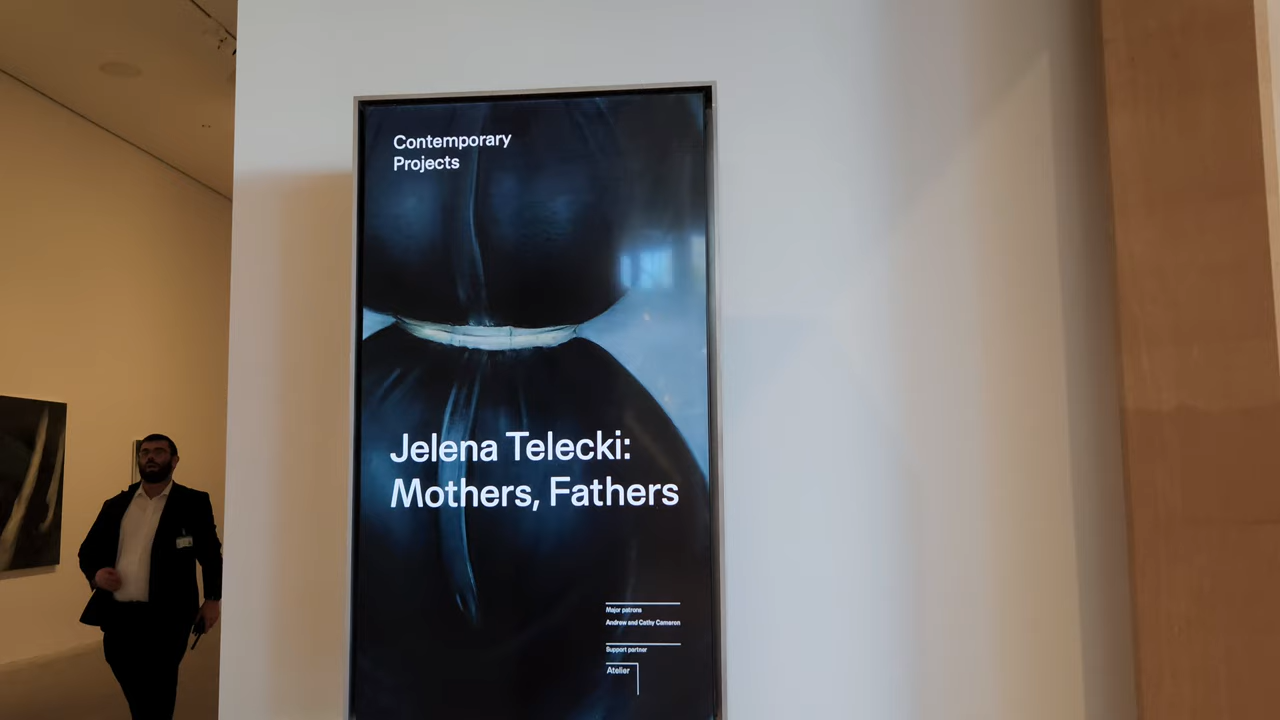 Contemporary
Projects
Jelena Telecki:
Mothers, Fathers
Major patrons
Andrew and Cathy Cameron
Support partner
Atelier